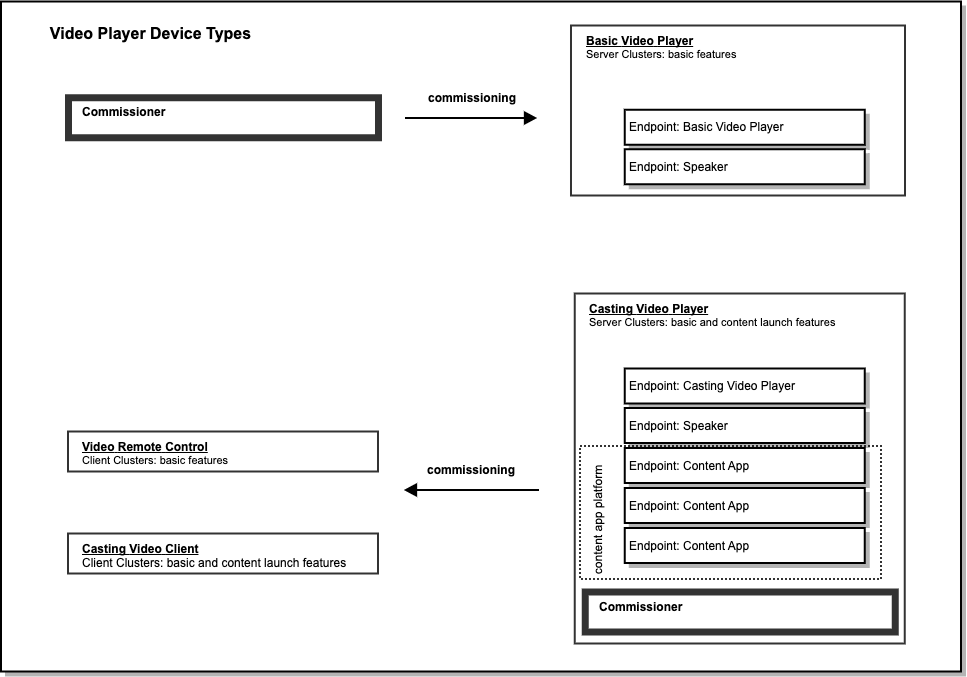 Video Player Device Types
Commissioner
commissioning
Basic Video Player
Server Clusters: basic features
Endpoint: Basic Video Player
Endpoint: Speaker
Video Remote Control
Client Clusters: basic features
Casting Video Client
Client Clusters: basic and content launch features
commissioning
Casting Video Player
Server Clusters: basic and content launch features
Endpoint: Casting Video Player
Endpoint: Speaker
content app platform
Endpoint: Content App
Endpoint: Content App
Endpoint: Content App
Commissioner